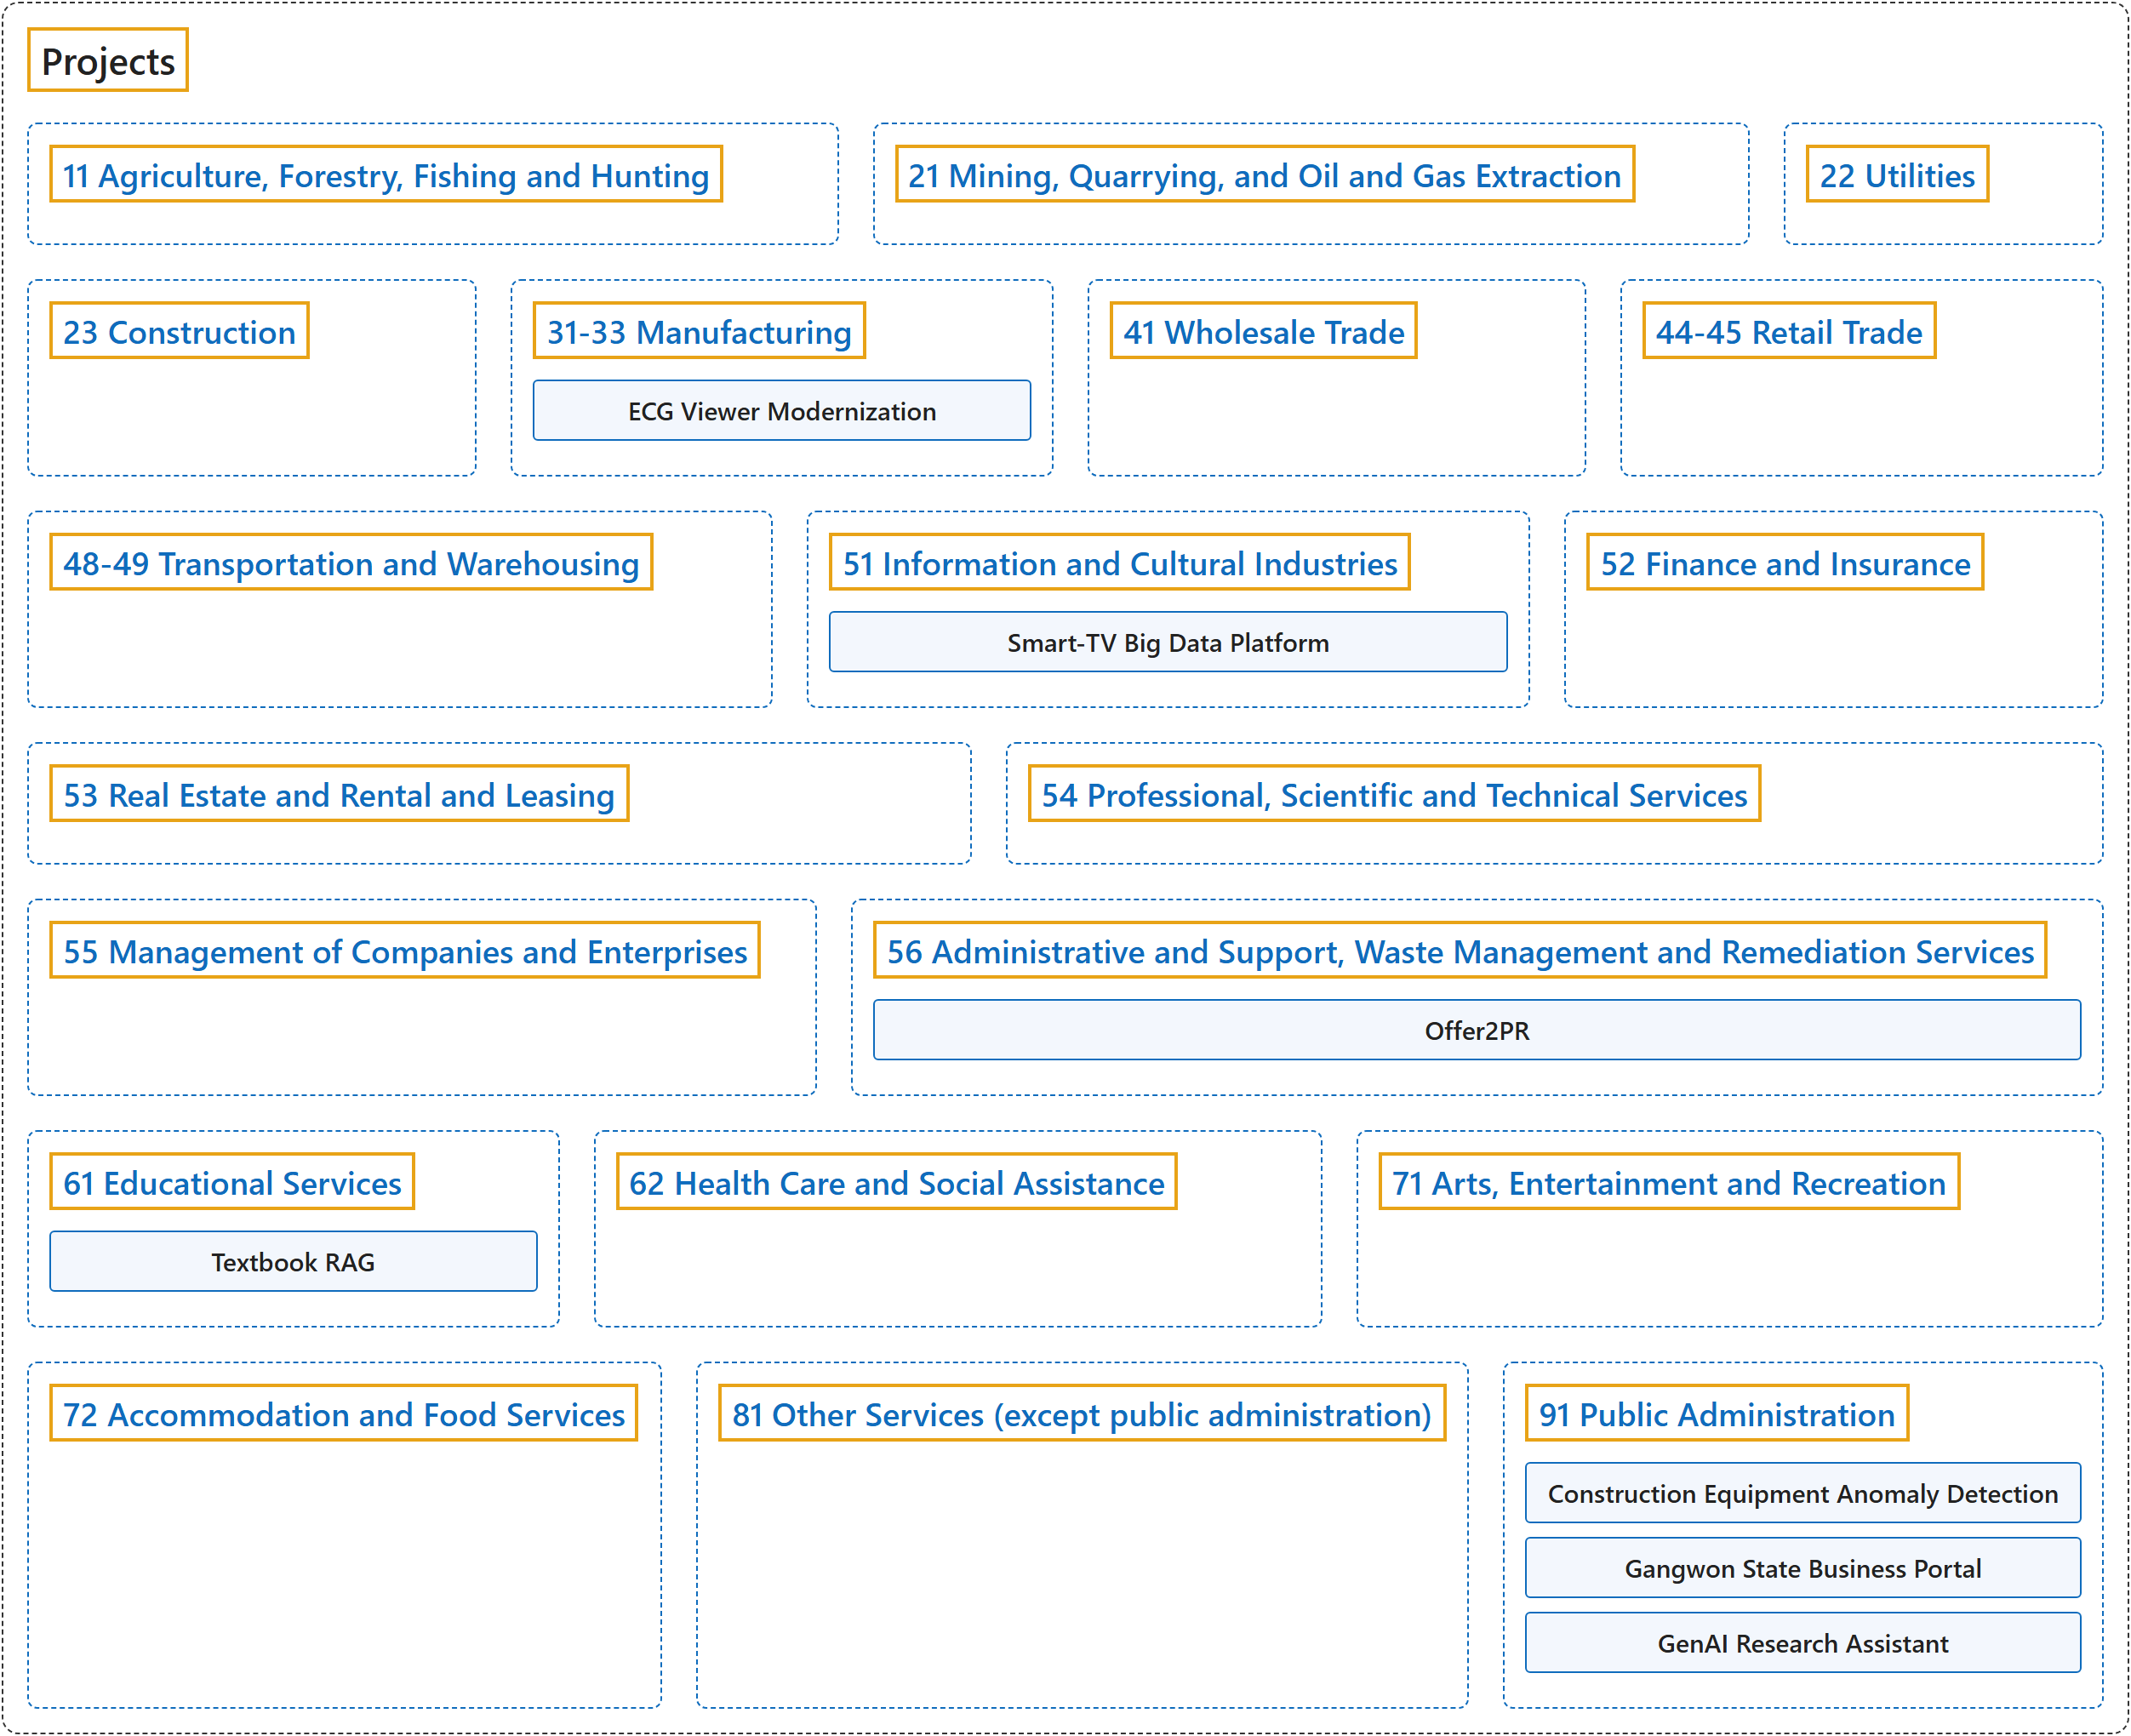 Projects
11 Agriculture, Forestry, Fishing and Hunting
21 Mining, Quarrying, and Oil and Gas Extraction
22 Utilities
23 Construction
31-33 Manufacturing
ECG Viewer Modernization
41 Wholesale Trade
44-45 Retail Trade
48-49 Transportation and Warehousing
51 Information and Cultural Industries
Smart-TV Big Data Platform
52 Finance and Insurance
53 Real Estate and Rental and Leasing
54 Professional, Scientific and Technical Services
55 Management of Companies and Enterprises
56 Administrative and Support, Waste Management and Remediation Services
Offer2PR
61 Educational Services
Textbook RAG
62 Health Care and Social Assistance
71 Arts, Entertainment and Recreation
72 Accommodation and Food Services
81 Other Services (except public administration)
91 Public Administration
Construction Equipment Anomaly Detection
Gangwon State Business Portal
GenAI Research Assistant